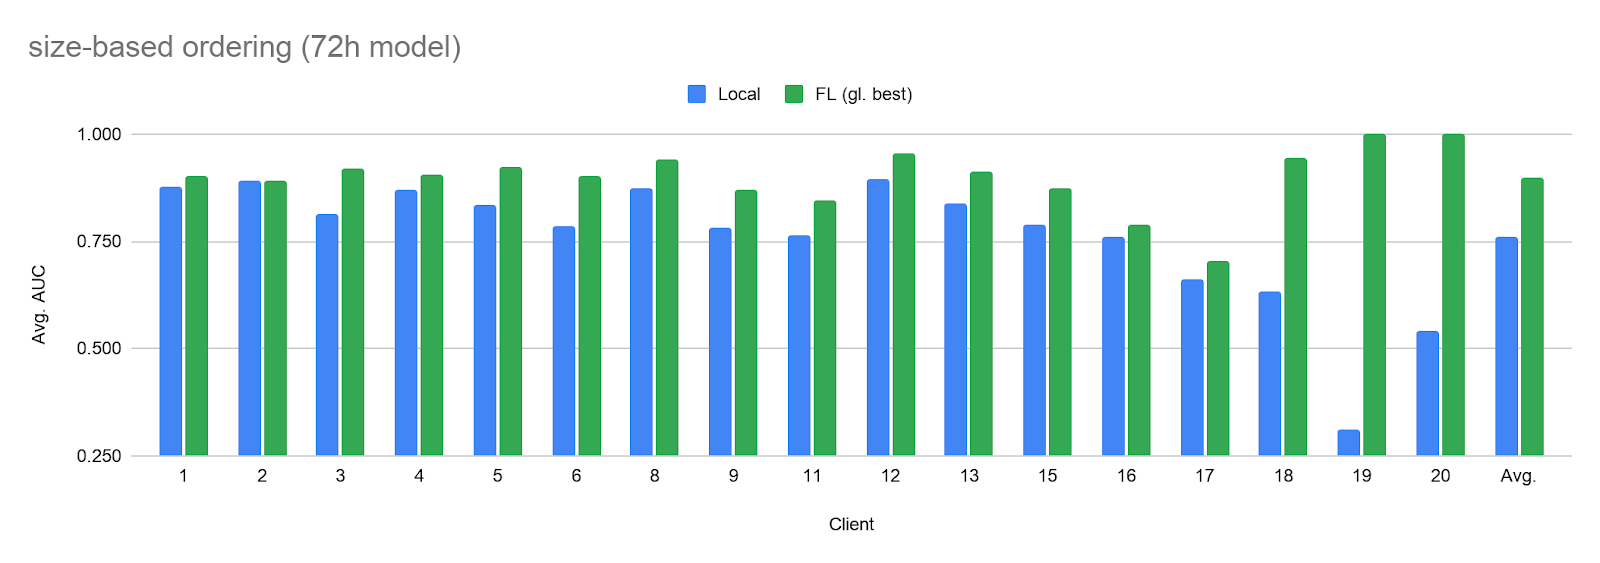 size-based ordering (72h model)
Local FL (gl. best)
1.000
0.750
0.500
0.250
Avg. AUC
1 2 3 4 5 6 8 9 11 12 13 15 16 17 18 19 20 Avg.
Client